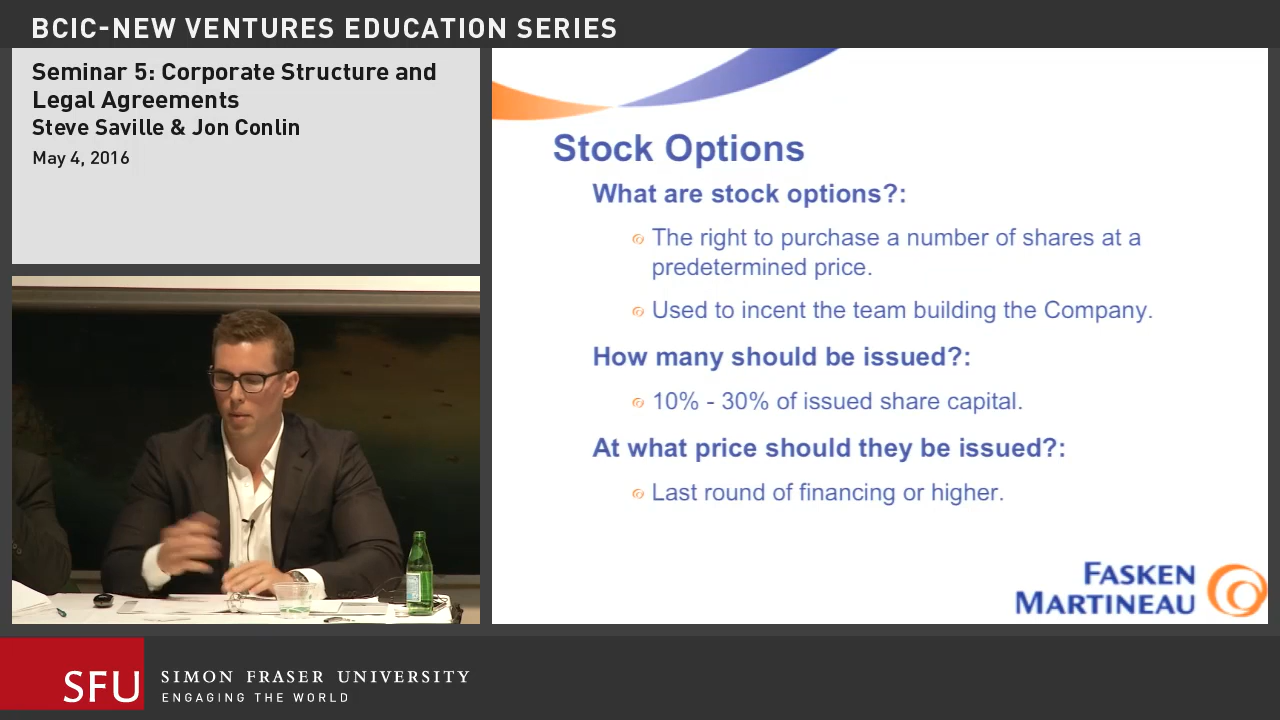 BCIC-NEW VENTURES EDUCATION SERIES
Seminar 5: Corporate Structure and
Legal Agreements
Steve Saville & Jon Conlin
May 4, 2016
Stock Options
What are stock options?:
The right to purchase a number of shares at a
predetermined price.
Used to incent the team building the Company.
How many should be issued?:
10% - 30% of issued share capital.
At what price should they be issued?:
Last round of financing or higher.
FASKEN
MARTINEAU
SFU
SIMON FRASER UNIVERSITY
ENGAGING THE WORLD